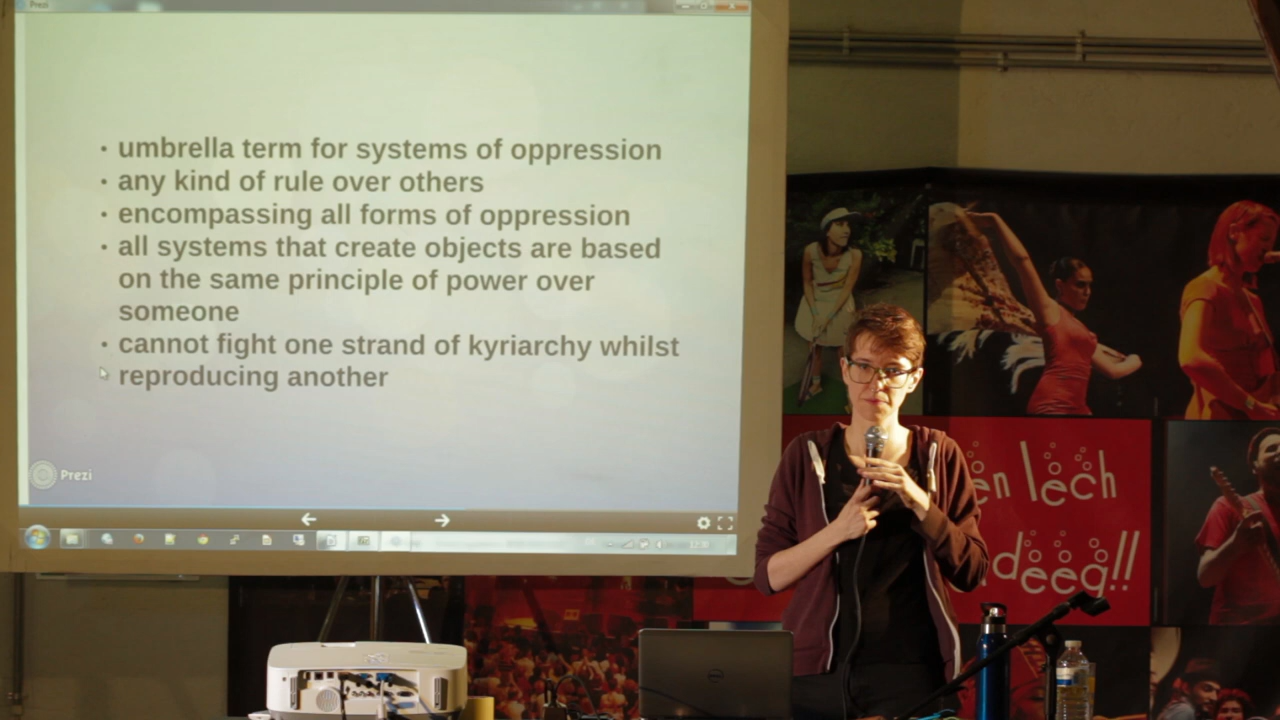 Prezi
• umbrella term for systems of oppression
• any kind of rule over others
• encompassing all forms of oppression
• all systems that create objects are based
on the same principle of power over
someone
• cannot fight one strand of kyriarchy whilst
• reproducing another
Prezi
en lech
deeg!!
DELL